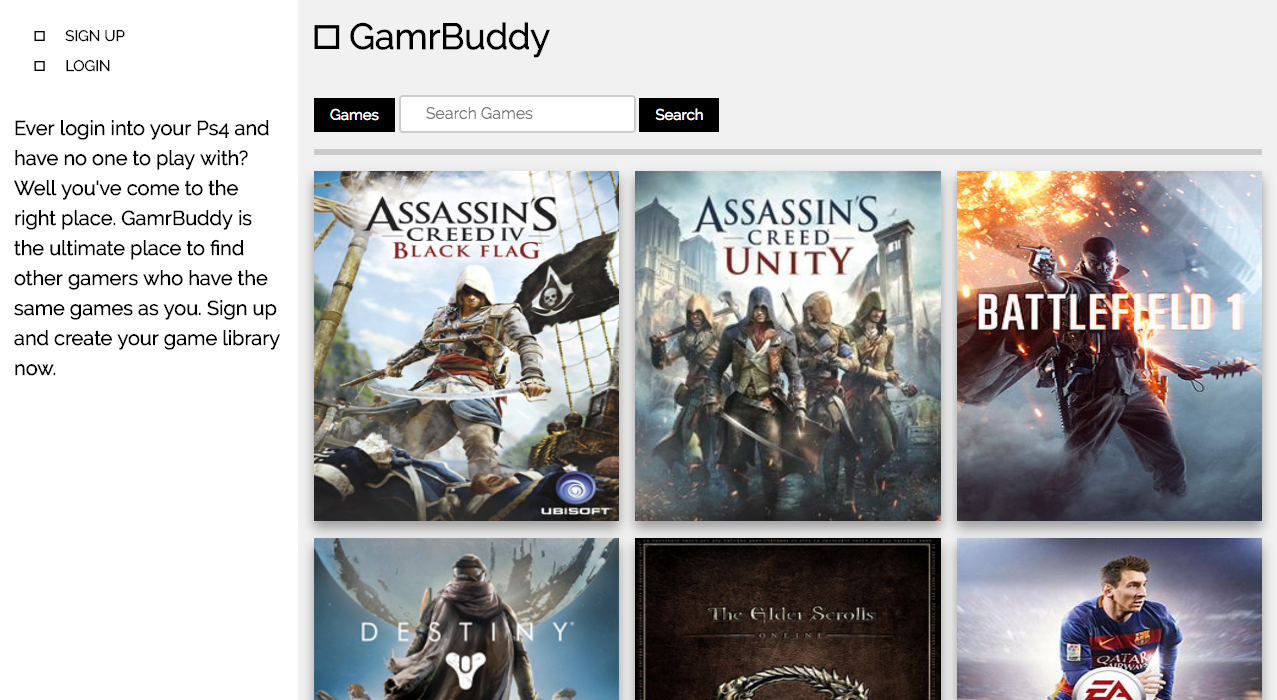 SIGN UP
LOGIN
Ever login into your Ps4 and
have no one to play with?
Well you've come to the
right place. GamrBuddy is
the ultimate place to find
other gamers who have the
same games as you. Sign up
and create your game library
now.
GamrBuddy
Games
Search Games
Search
ASSASSIN'S
CREED IV
BLACK FLAG
UBISOFT
ASSASSIN'S
CREED
UNITY
BATTLEFIELD 1
DESTINY
The Elder Scrolls
ONLINE
QATAR
AIRWAYS
EA